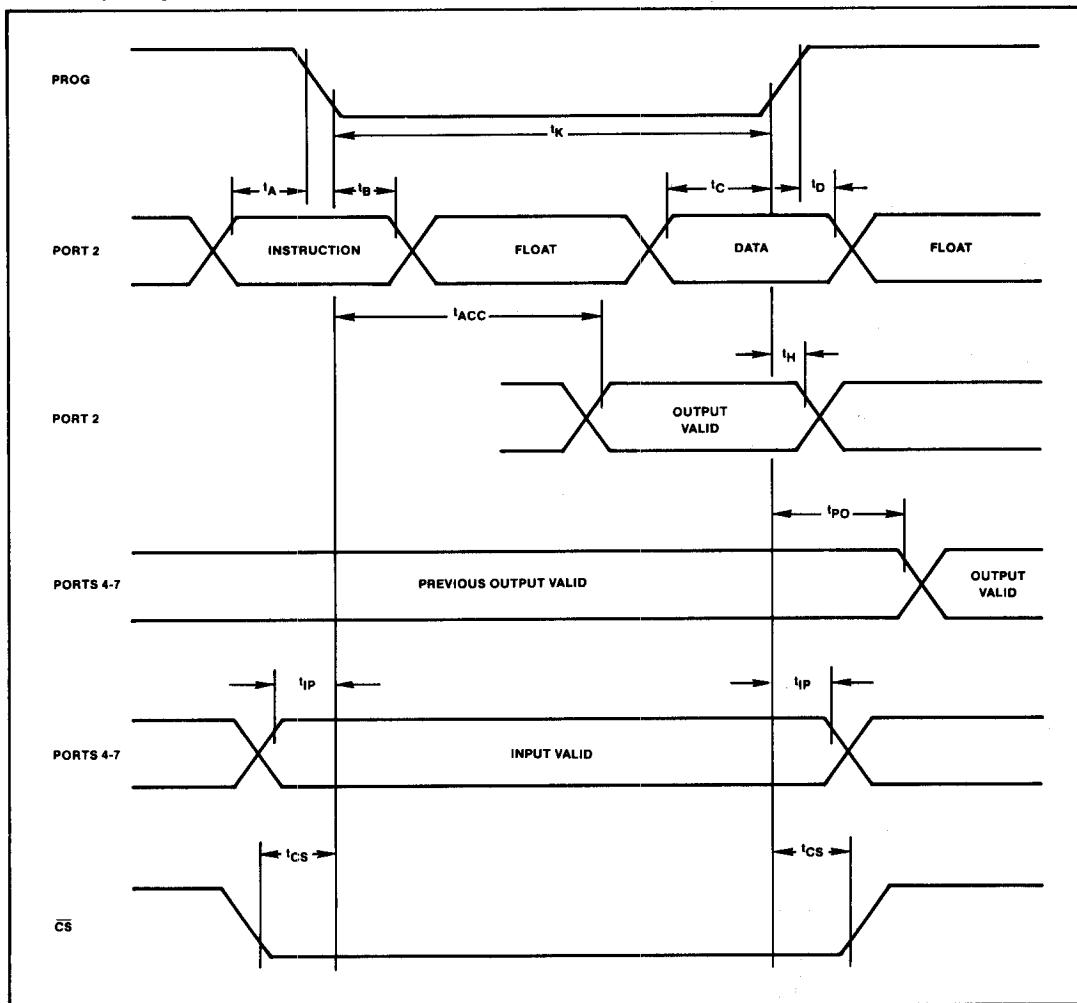 PROG
tK
tA
tB
tC
tD
PORT 2
INSTRUCTION
FLOAT
DATA
FLOAT
tACC
tH
PORT 2
OUTPUT
VALID
tPO
PORTS 4-7
PREVIOUS OUTPUT VALID
OUTPUT
VALID
tIP
tIP
PORTS 4-7
INPUT VALID
tCS
tCS
C̅S̅